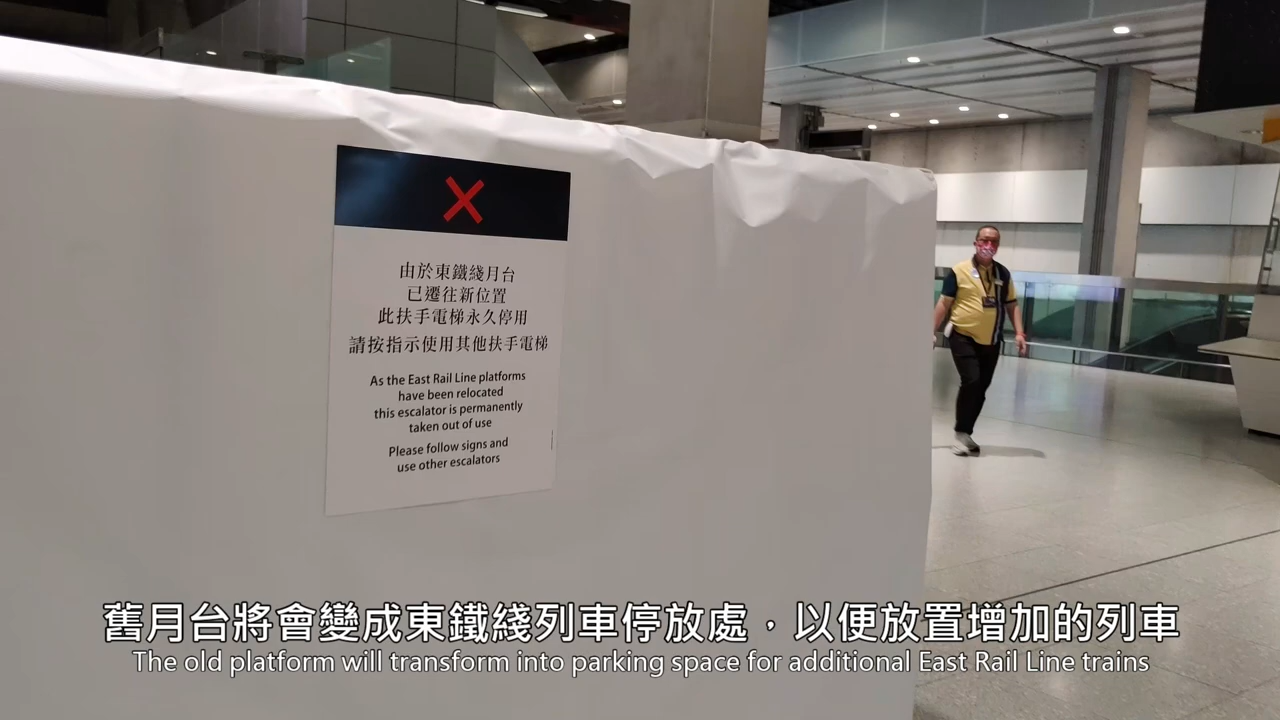 由於東鐵綫月台
已遷往新位置
此扶手電梯永久停用
請按指示使用其他扶手電梯
As the East Rail Line platforms
have been relocated
this escalator is permanently
taken out of use
Please follow signs and
use other escalators
舊月台將會變成東鐵綫列車停放處，以便放置增加的列車
The old platform will transform into parking space for additional East Rail Line trains